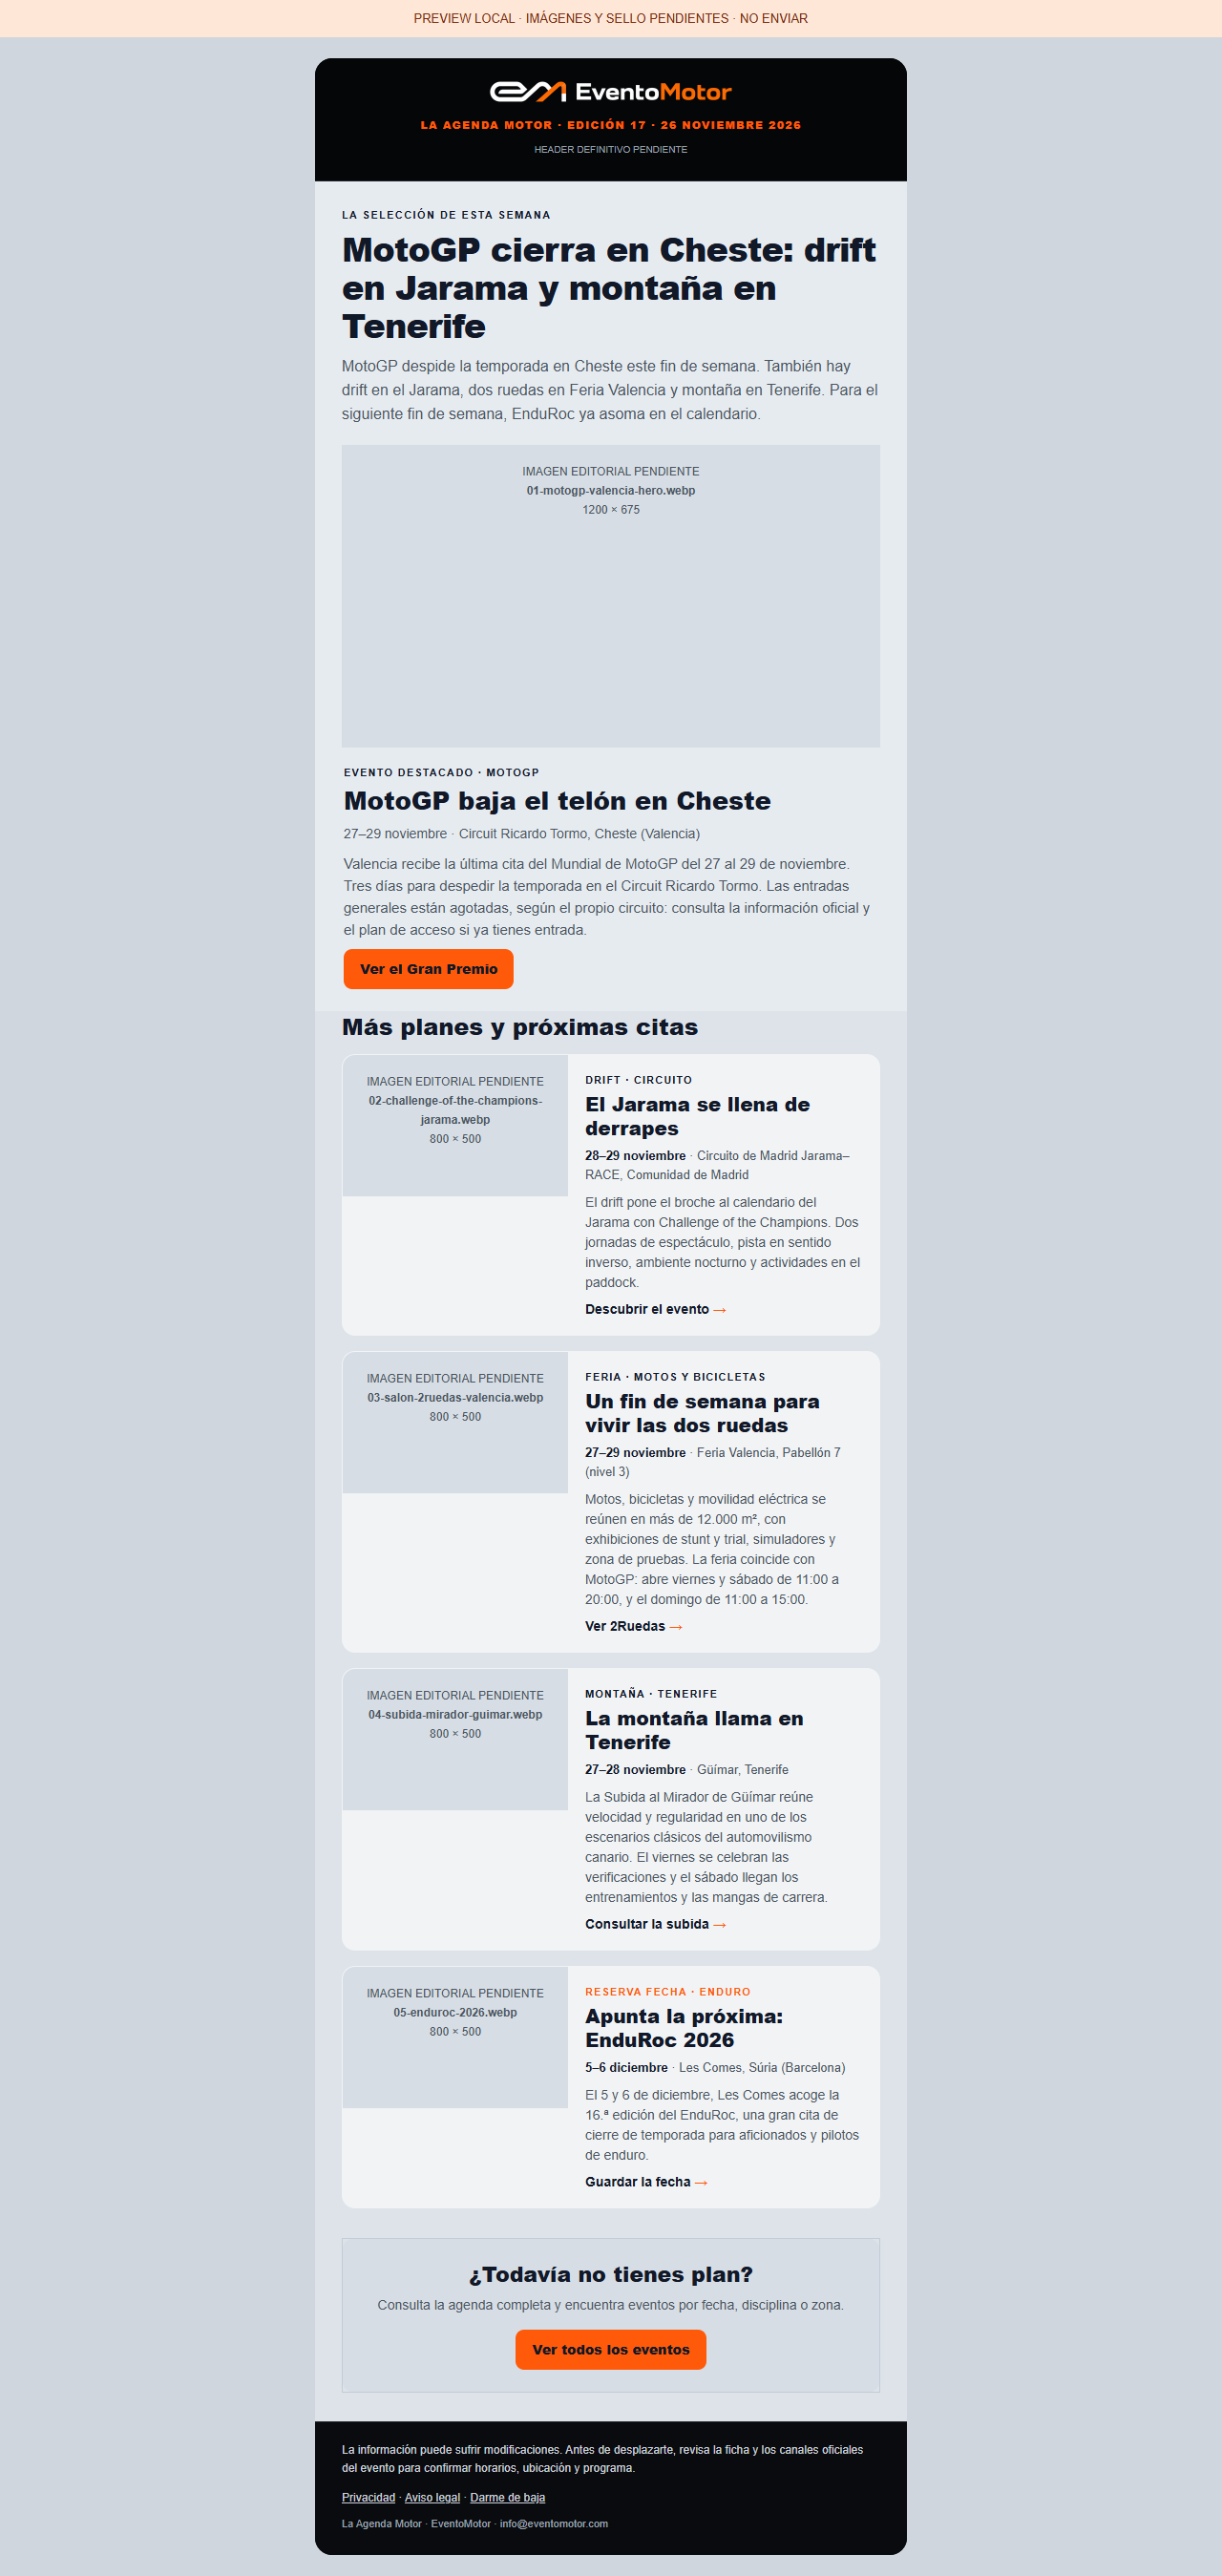 PREVIEW LOCAL · IMÁGENES Y SELLO PENDIENTES · NO ENVIAR
EventoMotor
LA AGENDA MOTOR · EDICIÓN 17 · 26 NOVIEMBRE 2026
HEADER DEFINITIVO PENDIENTE
LA SELECCIÓN DE ESTA SEMANA
MotoGP cierra en Cheste: drift
en Jarama y montaña en
Tenerife
MotoGP despide la temporada en Cheste este fin de semana. También hay
drift en el Jarama, dos ruedas en Feria Valencia y montaña en Tenerife. Para el
siguiente fin de semana, EnduRoc ya asoma en el calendario.
IMAGEN EDITORIAL PENDIENTE
01-motogp-valencia-hero.webp
1200 × 675
EVENTO DESTACADO · MOTOGP
MotoGP baja el telón en Cheste
27–29 noviembre · Circuit Ricardo Tormo, Cheste (Valencia)
Valencia recibe la última cita del Mundial de MotoGP del 27 al 29 de noviembre.
Tres días para despedir la temporada en el Circuit Ricardo Tormo. Las entradas
generales están agotadas, según el propio circuito: consulta la información oficial y
el plan de acceso si ya tienes entrada.
Ver el Gran Premio
Más planes y próximas citas
IMAGEN EDITORIAL PENDIENTE
02-challenge-of-the-champions-
jarama.webp
800 × 500
DRIFT · CIRCUITO
El Jarama se llena de
derrapes
28–29 noviembre · Circuito de Madrid Jarama–
RACE, Comunidad de Madrid
El drift pone el broche al calendario del
Jarama con Challenge of the Champions. Dos
jornadas de espectáculo, pista en sentido
inverso, ambiente nocturno y actividades en el
paddock.
Descubrir el evento →
IMAGEN EDITORIAL PENDIENTE
03-salon-2ruedas-valencia.webp
800 × 500
FERIA · MOTOS Y BICICLETAS
Un fin de semana para
vivir las dos ruedas
27–29 noviembre · Feria Valencia, Pabellón 7
(nivel 3)
Motos, bicicletas y movilidad eléctrica se
reúnen en más de 12.000 m², con
exhibiciones de stunt y trial, simuladores y
zona de pruebas. La feria coincide con
MotoGP: abre viernes y sábado de 11:00 a
20:00, y el domingo de 11:00 a 15:00.
Ver 2Ruedas →
IMAGEN EDITORIAL PENDIENTE
04-subida-mirador-guimar.webp
800 × 500
MONTAÑA · TENERIFE
La montaña llama en
Tenerife
27–28 noviembre · Güímar, Tenerife
La Subida al Mirador de Güímar reúne
velocidad y regularidad en uno de los
escenarios clásicos del automovilismo
canario. El viernes se celebran las
verificaciones y el sábado llegan los
entrenamientos y las mangas de carrera.
Consultar la subida →
IMAGEN EDITORIAL PENDIENTE
05-enduroc-2026.webp
800 × 500
RESERVA FECHA · ENDURO
Apunta la próxima:
EnduRoc 2026
5–6 diciembre · Les Comes, Súria (Barcelona)
El 5 y 6 de diciembre, Les Comes acoge la
16.ª edición del EnduRoc, una gran cita de
cierre de temporada para aficionados y pilotos
de enduro.
Guardar la fecha →
¿Todavía no tienes plan?
Consulta la agenda completa y encuentra eventos por fecha, disciplina o zona.
Ver todos los eventos
La información puede sufrir modificaciones. Antes de desplazarte, revisa la ficha y los canales oficiales
del evento para confirmar horarios, ubicación y programa.
Privacidad · Aviso legal · Darme de baja
La Agenda Motor · EventoMotor · info@eventomotor.com